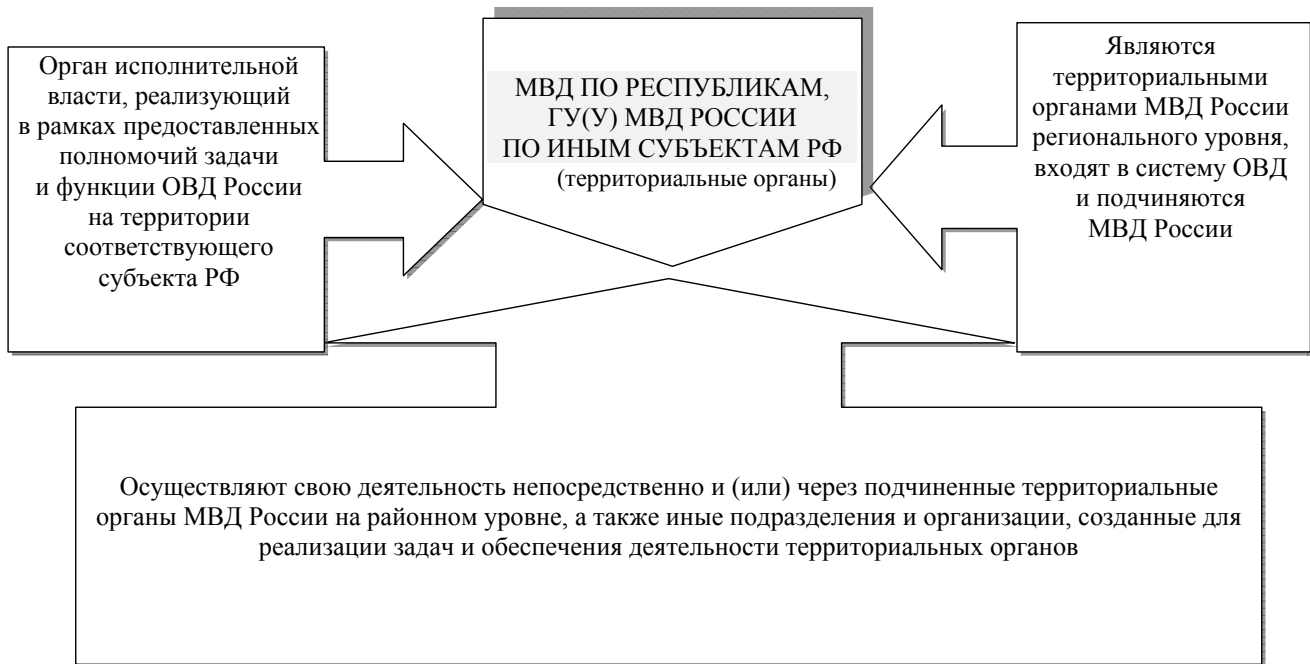 Орган исполнительной
власти, реализующий
в рамках предоставленных
полномочий задачи
и функции ОВД России
на территории
соответствующего
субъекта РФ
МВД ПО РЕСПУБЛИКАМ,
ГУ(У) МВД РОССИИ
ПО ИНЫМ СУБЪЕКТАМ РФ
(территориальные органы)
Являются
территориальными
органами МВД России
регионального уровня,
входят в систему ОВД
и подчиняются
МВД России
Осуществляют свою деятельность непосредственно и (или) через подчиненные территориальные
органы МВД России на районном уровне, а также иные подразделения и организации, созданные для
реализации задач и обеспечения деятельности территориальных органов